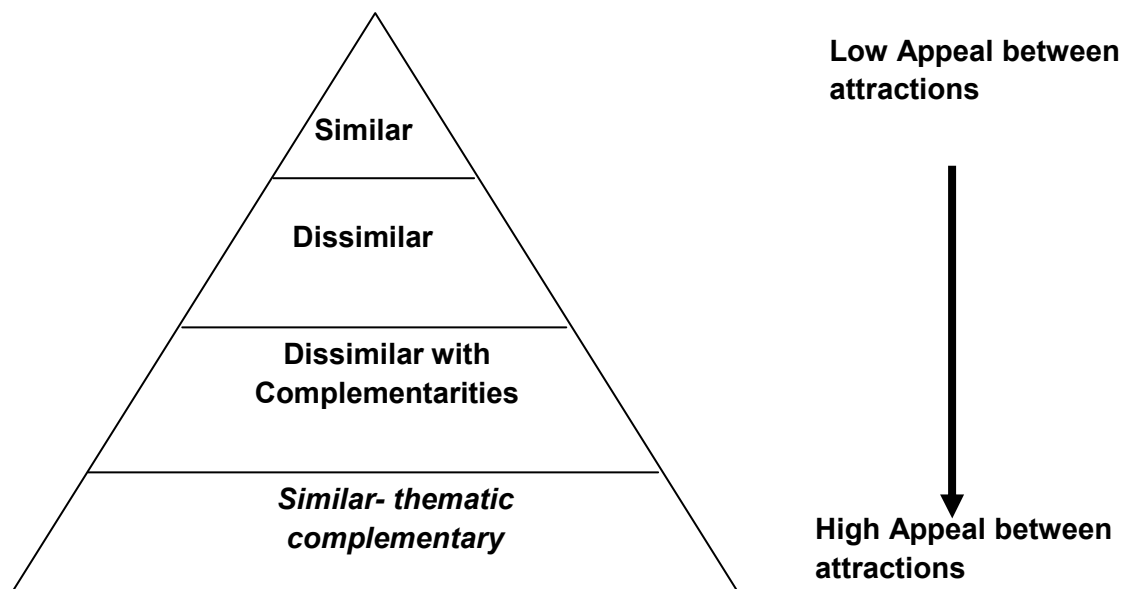 Low Appeal between
attractions
Similar
Dissimilar
Dissimilar with
Complementarities
Similar- thematic
complementary
High Appeal between
attractions